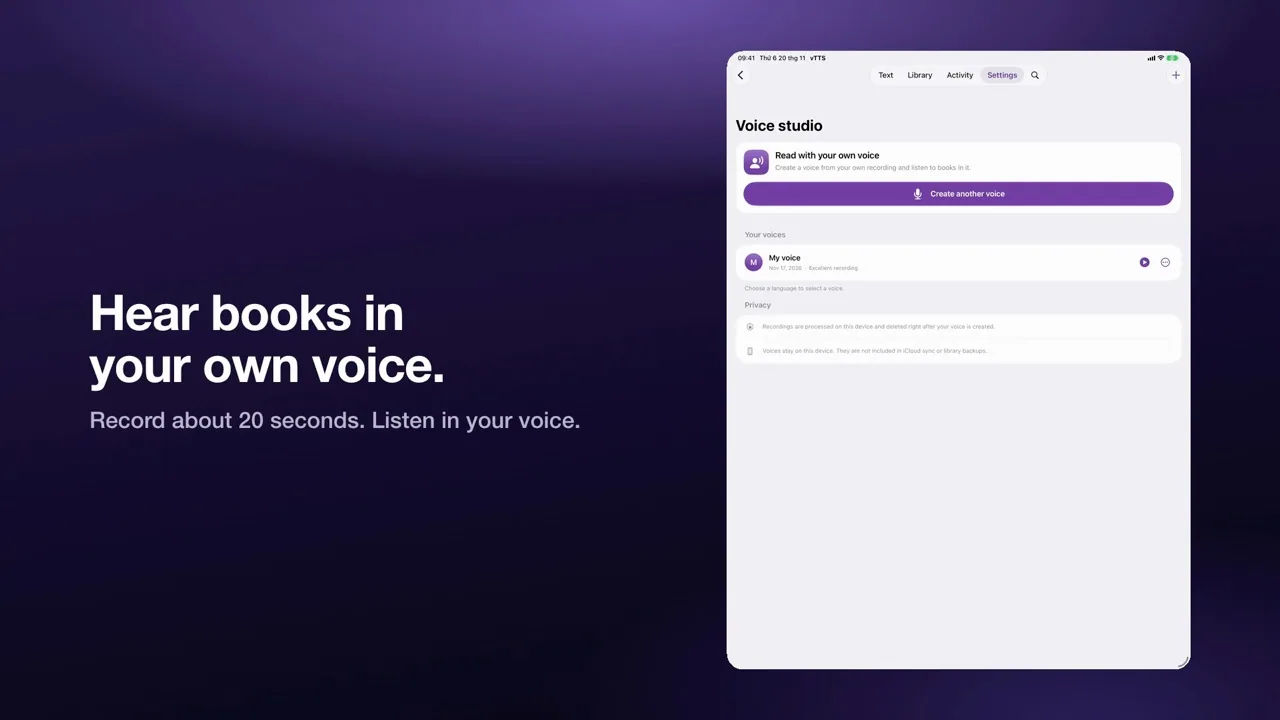 Hear books in
your own voice.
Record about 20 seconds. Listen in your voice.
09:41 Thứ 6 20 thg 11 vTTS
Text Library Activity Settings
Voice studio
Read with your own voice
Create a voice from your own recording and listen to books in it.
Create another voice
Your voices
M
My voice
Nov 17, 2026 · Excellent recording
Choose a language to select a voice.
Privacy
Recordings are processed on this device and deleted right after your voice is created.
Voices stay on this device. They are not included in iCloud sync or library backups.